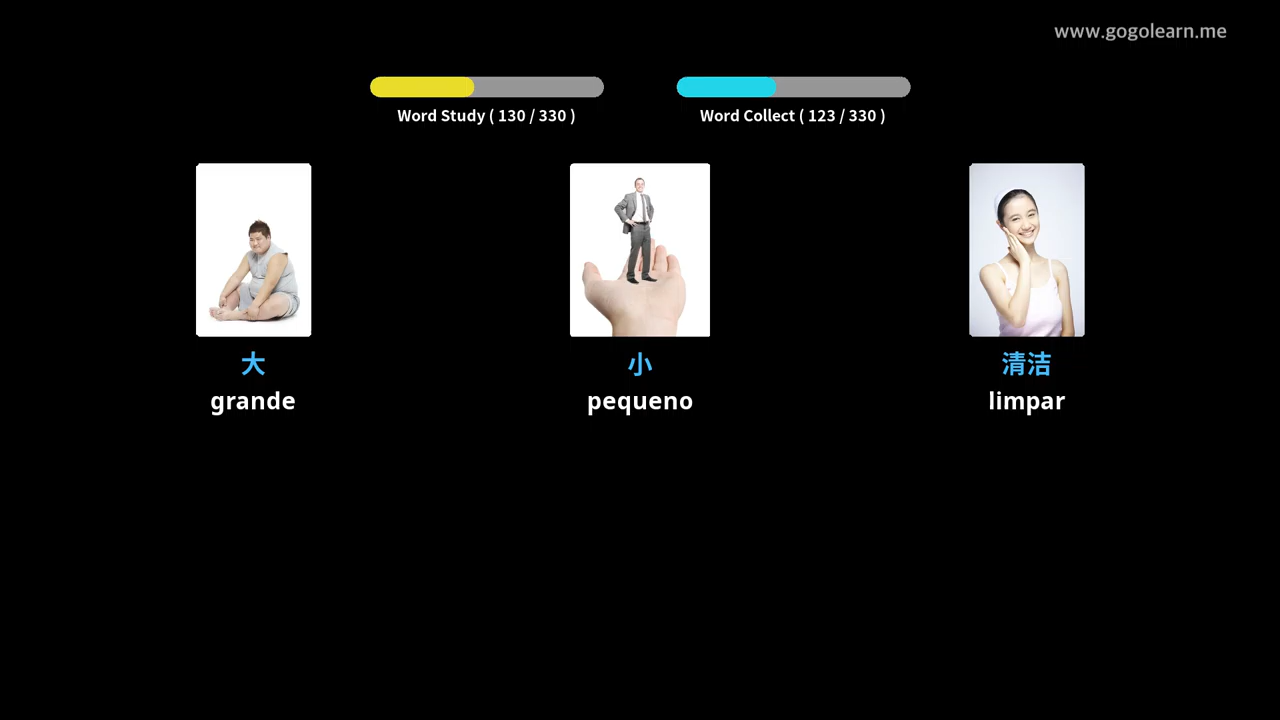 www.gogolearn.me
Word Study ( 130 / 330 )
Word Collect ( 123 / 330 )
大
小
清洁
grande
pequeno
limpar